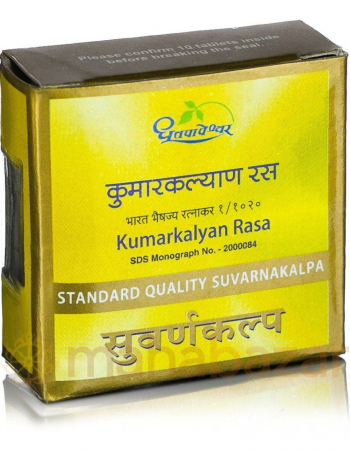 Please confirm 10 tablets inside
before breaking the seal.
धूतपापेश्वर
कुमारकल्याण रस
भारत भैषज्य रत्नाकर १/१०२०
Kumarkalyan Rasa
SDS Monograph No. - 2000084
STANDARD QUALITY SUVARNAKALPA
सुवर्णकल्प